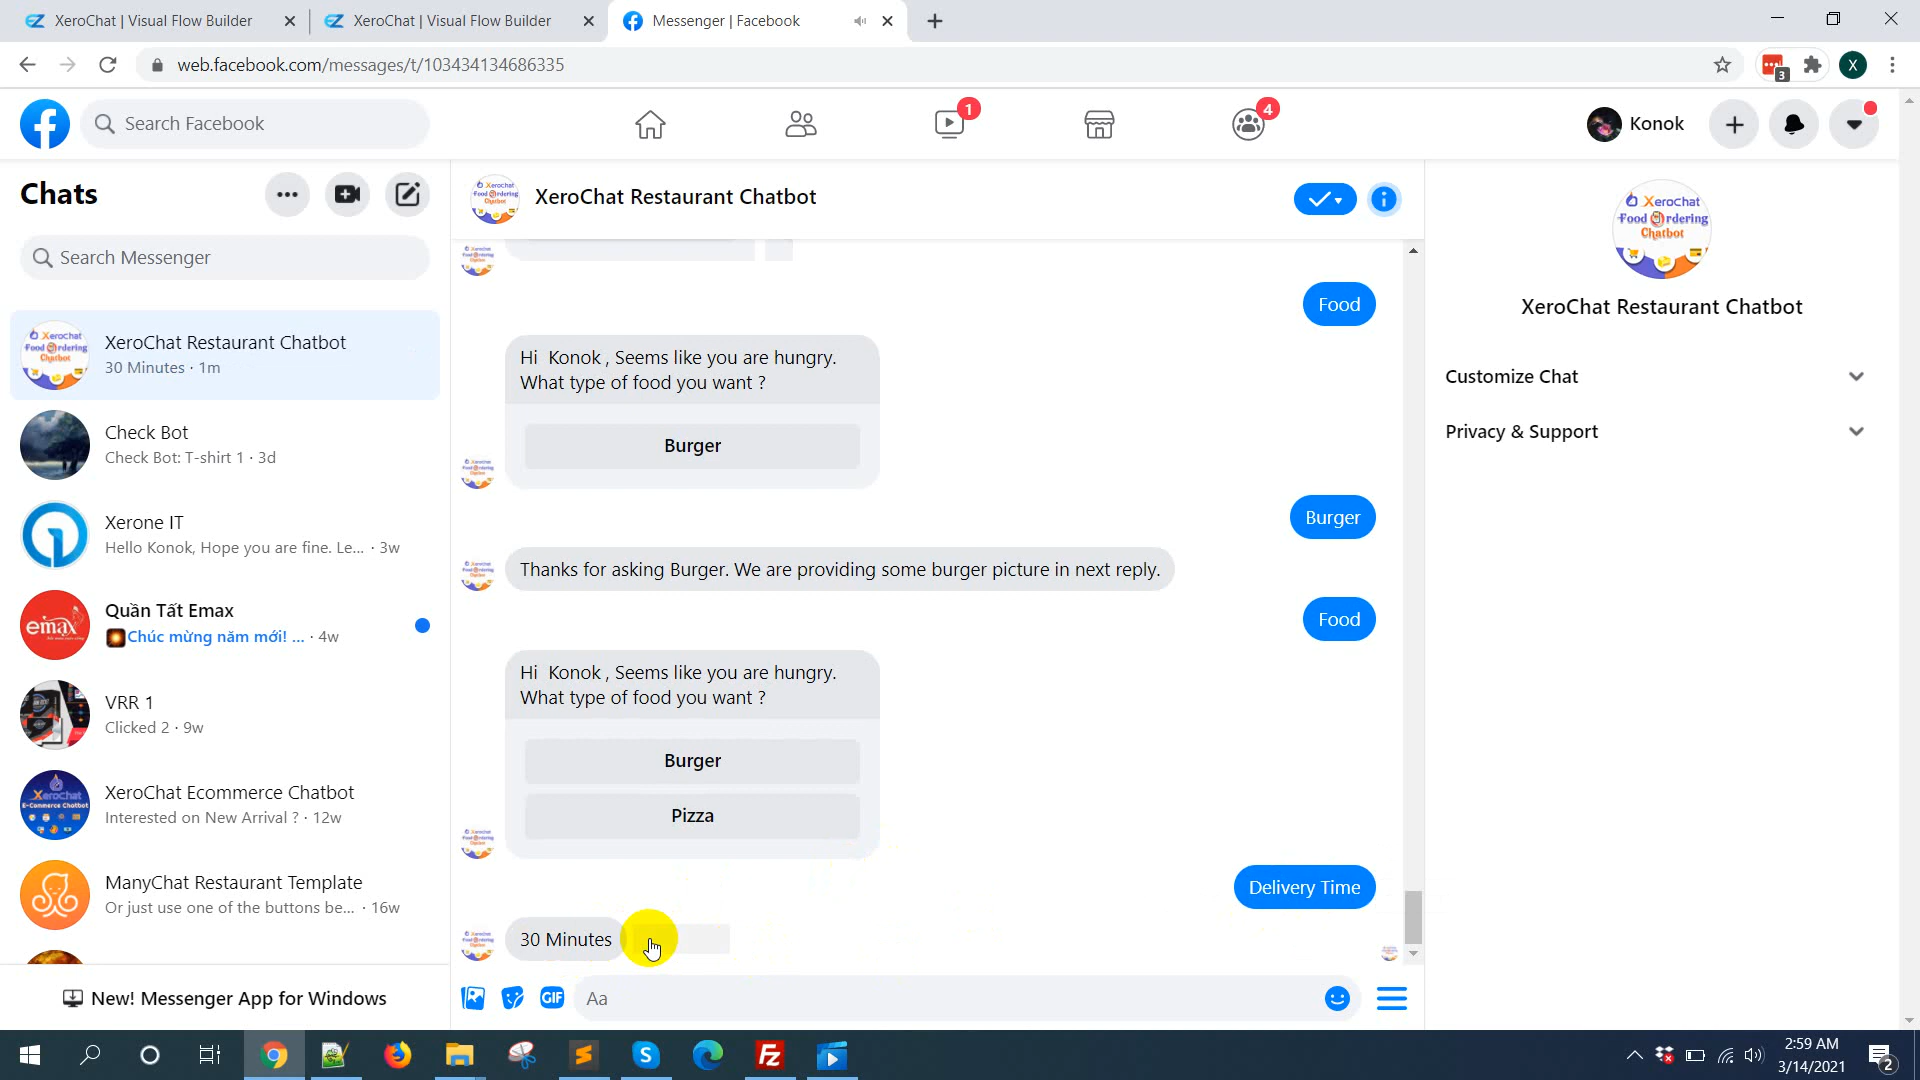 XeroChat | Visual Flow Builder
XeroChat | Visual Flow Builder
Messenger | Facebook
web.facebook.com/messages/t/103434134686335
3
X
Search Facebook
1
4
Konok
Chats
Search Messenger
XeroChat Restaurant Chatbot
30 Minutes · 1m
Check Bot
Check Bot: T-shirt 1 · 3d
Xerone IT
Hello Konok, Hope you are fine. Le... · 3w
emax
Quần Tất Emax
Chúc mừng năm mới! ... · 4w
VRR 1
Clicked 2 · 9w
XeroChat Ecommerce Chatbot
Interested on New Arrival ? · 12w
ManyChat Restaurant Template
Or just use one of the buttons be... · 16w
New! Messenger App for Windows
XeroChat Restaurant Chatbot
Food
Hi Konok , Seems like you are hungry.
What type of food you want ?
Burger
Burger
Thanks for asking Burger. We are providing some burger picture in next reply.
Food
Hi Konok , Seems like you are hungry.
What type of food you want ?
Burger
Pizza
Delivery Time
30 Minutes
GIF
Aa
Xerochat
Food Ordering
Chatbot
XeroChat Restaurant Chatbot
Customize Chat
Privacy & Support
2:59 AM
3/14/2021
2